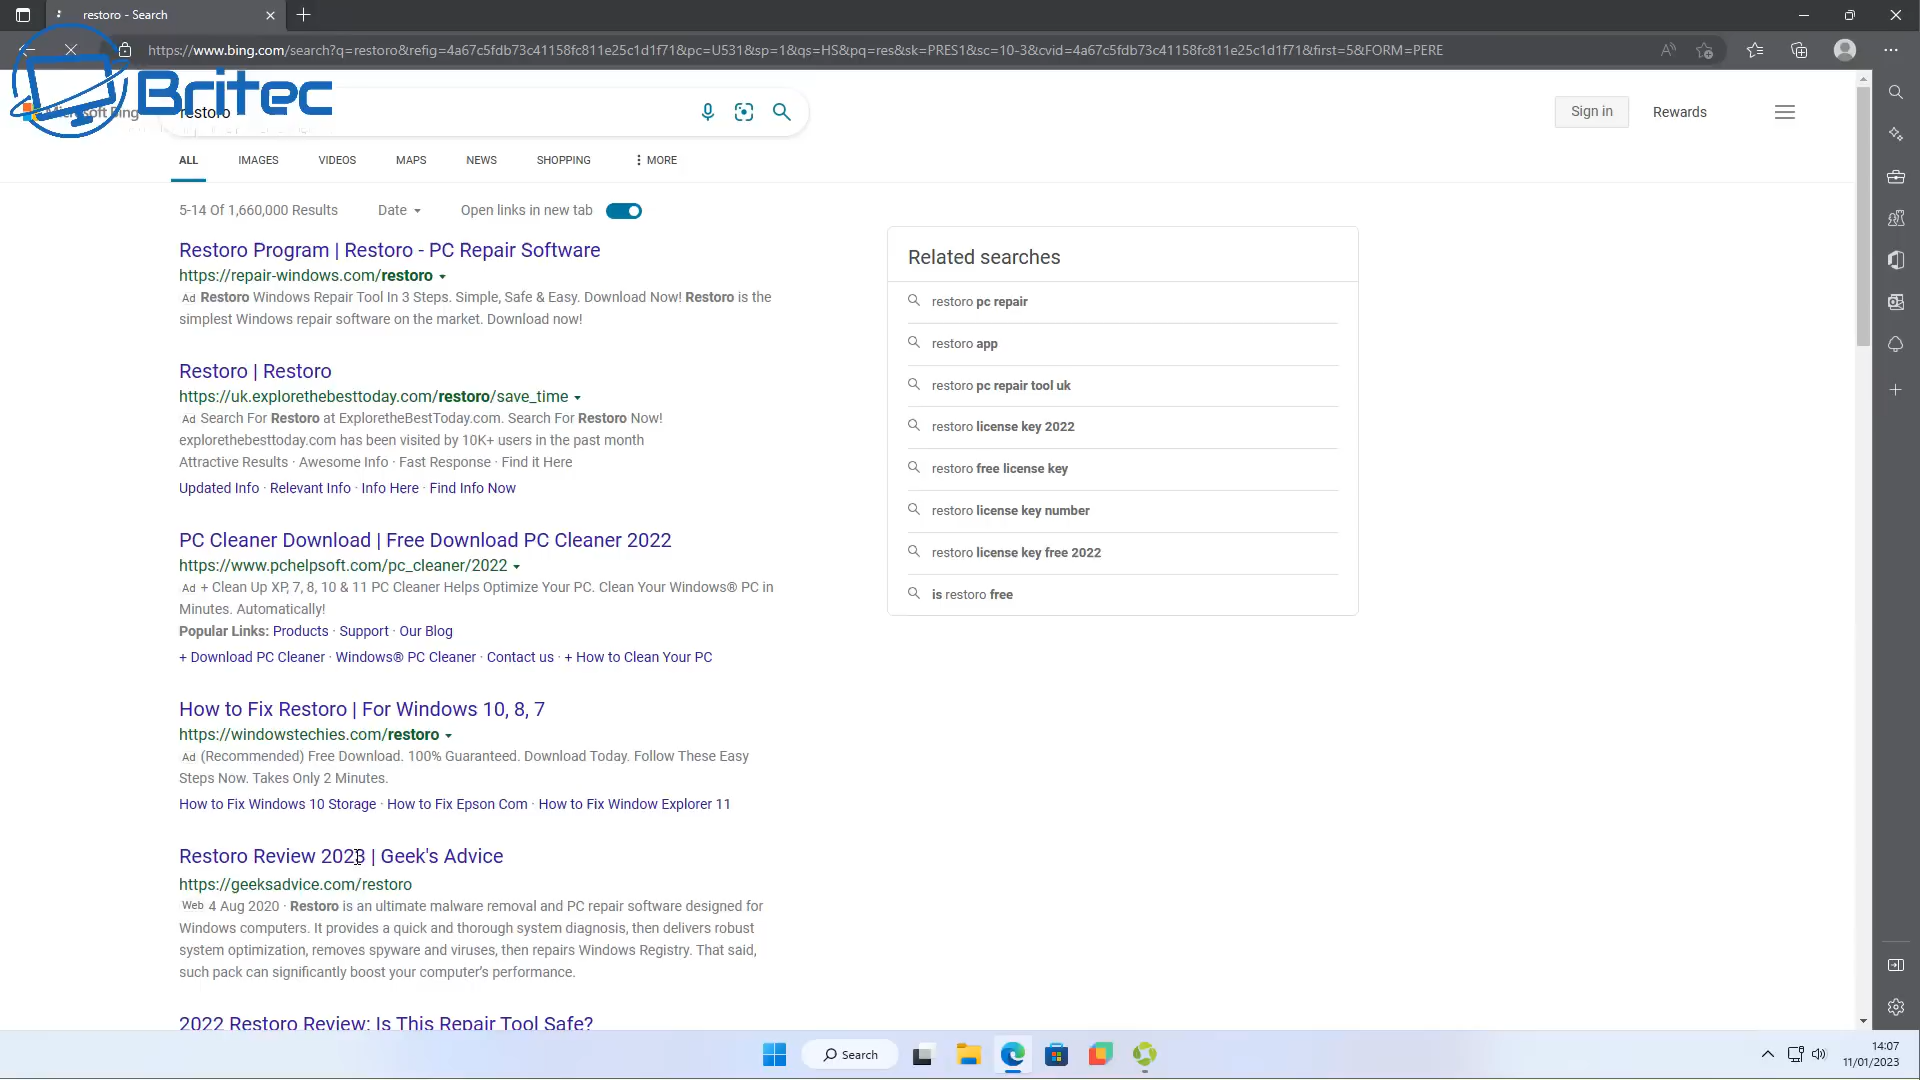 restoro - Search
https://www.bing.com/search?q=restoro&refig=4a67c5fdb73c41158fc811e25c1d1f71&pc=U531&sp=1&qs=HS&pq=res&sk=PRES1&sc=10-3&cvid=4a67c5fdb73c41158fc811e25c1d1f71&first=5&FORM=PERE
Britec
Microsoft Bing
restoro
Sign in
Rewards
ALL IMAGES VIDEOS MAPS NEWS SHOPPING MORE
5-14 Of 1,660,000 Results Date Open links in new tab
Restoro Program | Restoro - PC Repair Software
https://repair-windows.com/restoro
Ad Restoro Windows Repair Tool In 3 Steps. Simple, Safe & Easy. Download Now! Restoro is the
simplest Windows repair software on the market. Download now!
Restoro | Restoro
https://uk.explorethebesttoday.com/restoro/save_time
Ad Search For Restoro at ExploretheBestToday.com. Search For Restoro Now!
explorethebesttoday.com has been visited by 10K+ users in the past month
Attractive Results · Awesome Info · Fast Response · Find it Here
Updated Info · Relevant Info · Info Here · Find Info Now
PC Cleaner Download | Free Download PC Cleaner 2022
https://www.pchelpsoft.com/pc_cleaner/2022
Ad + Clean Up XP, 7, 8, 10 & 11 PC Cleaner Helps Optimize Your PC. Clean Your Windows® PC in
Minutes. Automatically!
Popular Links: Products · Support · Our Blog
+ Download PC Cleaner · Windows® PC Cleaner · Contact us · + How to Clean Your PC
How to Fix Restoro | For Windows 10, 8, 7
https://windowstechies.com/restoro
Ad (Recommended) Free Download. 100% Guaranteed. Download Today. Follow These Easy
Steps Now. Takes Only 2 Minutes.
How to Fix Windows 10 Storage · How to Fix Epson Com · How to Fix Window Explorer 11
Restoro Review 2023 | Geek's Advice
https://geeksadvice.com/restoro
Web 4 Aug 2020 · Restoro is an ultimate malware removal and PC repair software designed for
Windows computers. It provides a quick and thorough system diagnosis, then delivers robust
system optimization, removes spyware and viruses, then repairs Windows Registry. That said,
such pack can significantly boost your computer's performance.
2022 Restoro Review: Is This Repair Tool Safe?
Related searches
restoro pc repair
restoro app
restoro pc repair tool uk
restoro license key 2022
restoro free license key
restoro license key number
restoro license key free 2022
is restoro free
Search
14:07
11/01/2023